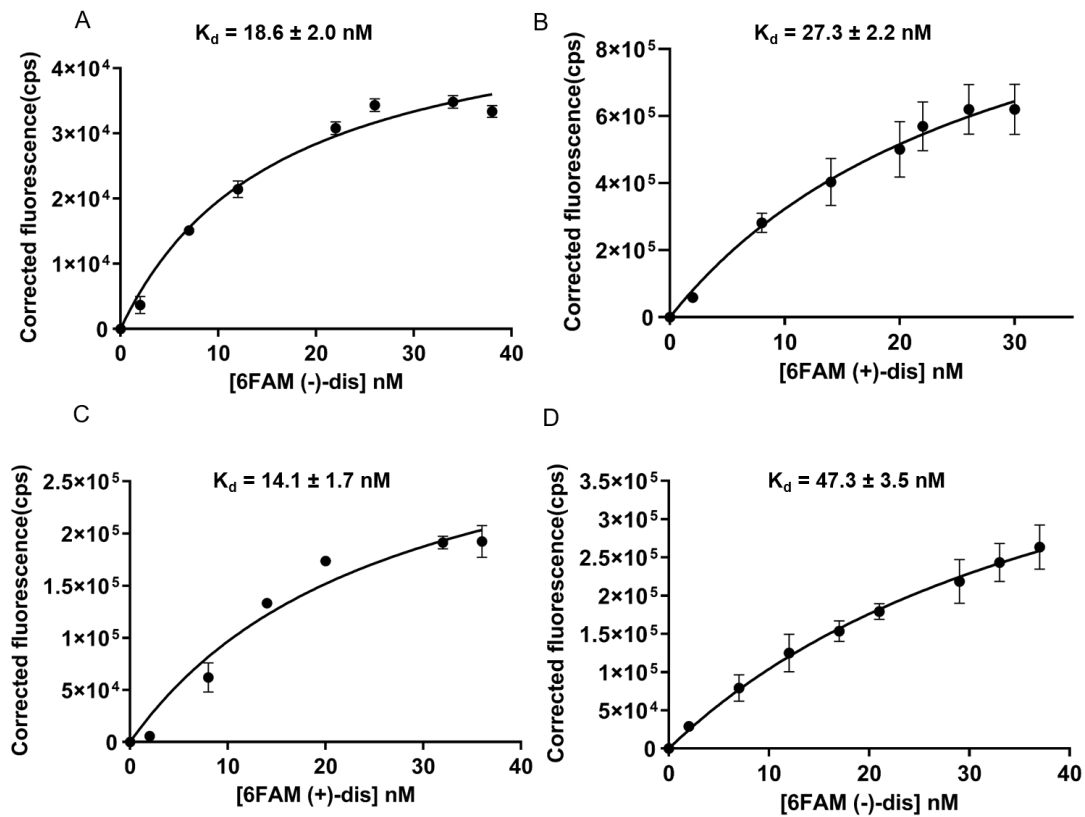 A
K_d = 18.6 ± 2.0 nM
Corrected fluorescence(cps)
4×10⁴
3×10⁴
2×10⁴
1×10⁴
0
0 10 20 30 40
[6FAM (-)-dis] nM
B
K_d = 27.3 ± 2.2 nM
Corrected fluorescence(cps)
8×10⁵
6×10⁵
4×10⁵
2×10⁵
0
0 10 20 30
[6FAM (+)-dis] nM
C
K_d = 14.1 ± 1.7 nM
Corrected fluorescence(cps)
2.5×10⁵
2×10⁵
1.5×10⁵
1×10⁵
5×10⁴
0
0 10 20 30 40
[6FAM (+)-dis] nM
D
K_d = 47.3 ± 3.5 nM
Corrected fluorescence(cps)
3.5×10⁵
3×10⁵
2.5×10⁵
2×10⁵
1.5×10⁵
1×10⁵
5×10⁴
0
0 10 20 30 40
[6FAM (-)-dis] nM